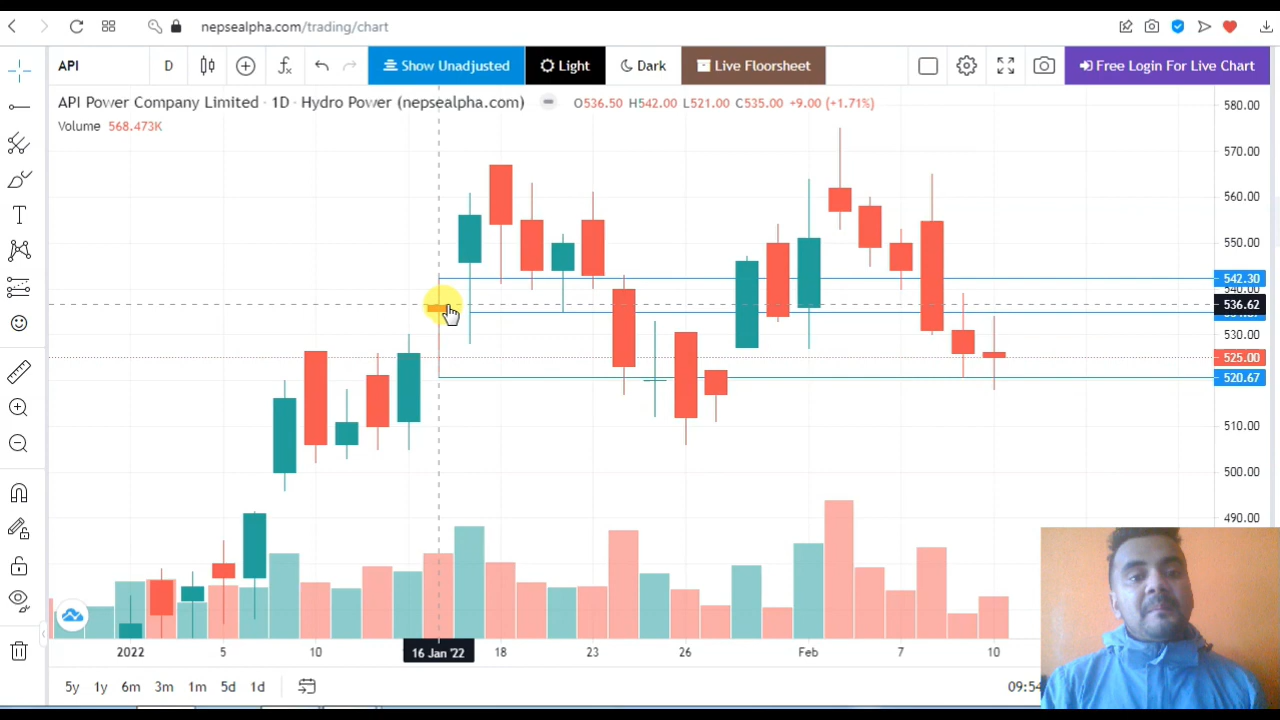 nepsealpha.com/trading/chart
API D Show Unadjusted Light Dark Live Floorsheet Free Login For Live Chart
API Power Company Limited · 1D · Hydro Power (nepsealpha.com) O536.50 H542.00 L521.00 C535.00 +9.00 (+1.71%)
Volume 568.473K
580.00
570.00
560.00
550.00
542.30
540.00
536.62
530.00
525.00
520.67
510.00
500.00
490.00
2022 5 10 16 Jan '22 18 23 26 Feb 7 10
5y 1y 6m 3m 1m 5d 1d 09:54